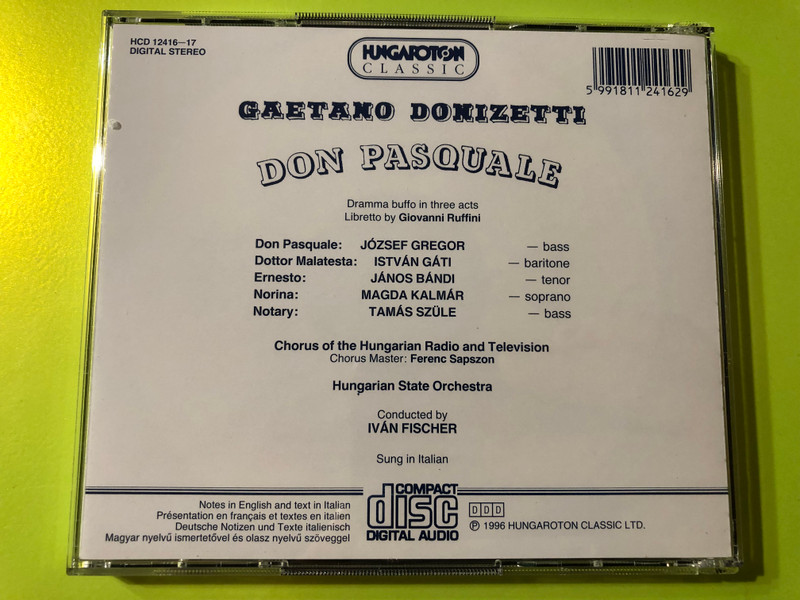 HCD 12416—17
DIGITAL STEREO
HUNGAROTON
CLASSIC
5 991811 241629
GAETANO DONIZETTI
DON PASQUALE
Dramma buffo in three acts
Libretto by Giovanni Ruffini
Don Pasquale: JÓZSEF GREGOR — bass
Dottor Malatesta: ISTVÁN GÁTI — baritone
Ernesto: JÁNOS BÁNDI — tenor
Norina: MAGDA KALMÁR — soprano
Notary: TAMÁS SZÜLE — bass
Chorus of the Hungarian Radio and Television
Chorus Master: Ferenc Sapszon
Hungarian State Orchestra
Conducted by
IVÁN FISCHER
Sung in Italian
Notes in English and text in Italian
Présentation en français et textes en italien
Deutsche Notizen und Texte italienisch
Magyar nyelvű ismertetővel és olasz nyelvű szöveggel
COMPACT
disc
DIGITAL AUDIO
DDD
℗ 1996 HUNGAROTON CLASSIC LTD.